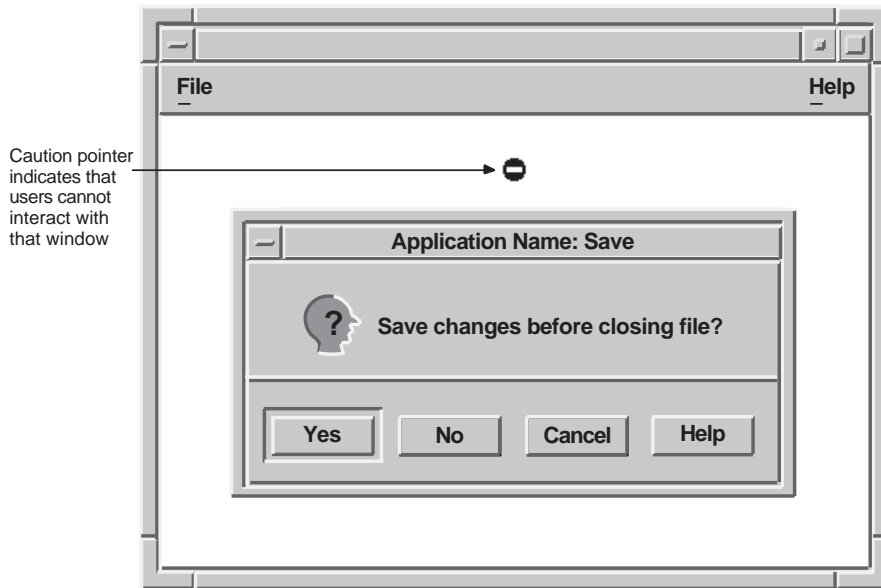 File Help
Caution pointer
indicates that
users cannot
interact with
that window
Application Name: Save
?
Save changes before closing file?
Yes No Cancel Help